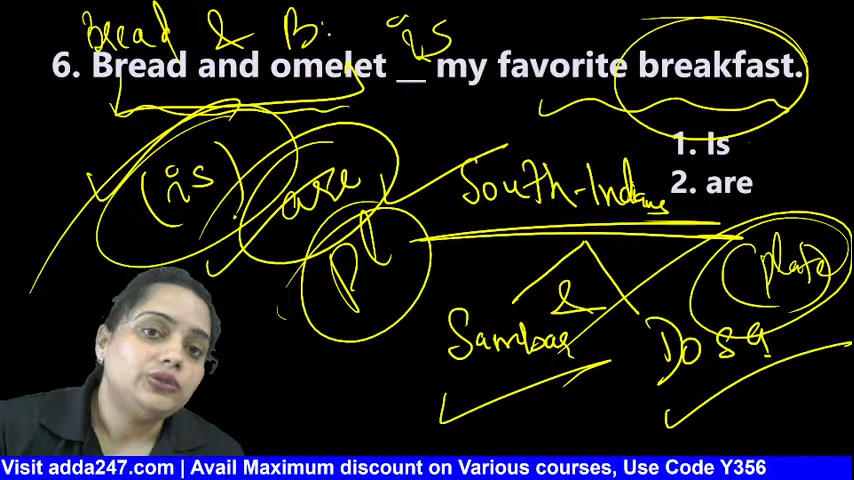 Bread & B: is
6. Bread and omelet __ my favorite breakfast.
1. Is
2. are
(is) are South-Indians
Pl plate
&
Sambar Dosa
Visit adda247.com | Avail Maximum discount on Various courses, Use Code Y356